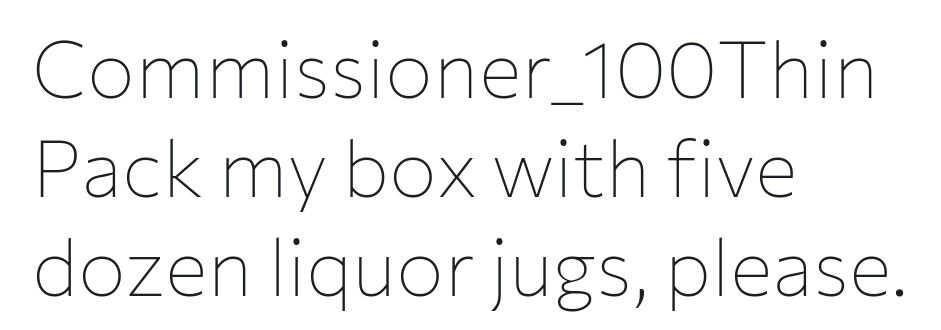 Commissioner_100Thin
Pack my box with five
dozen liquor jugs, please.